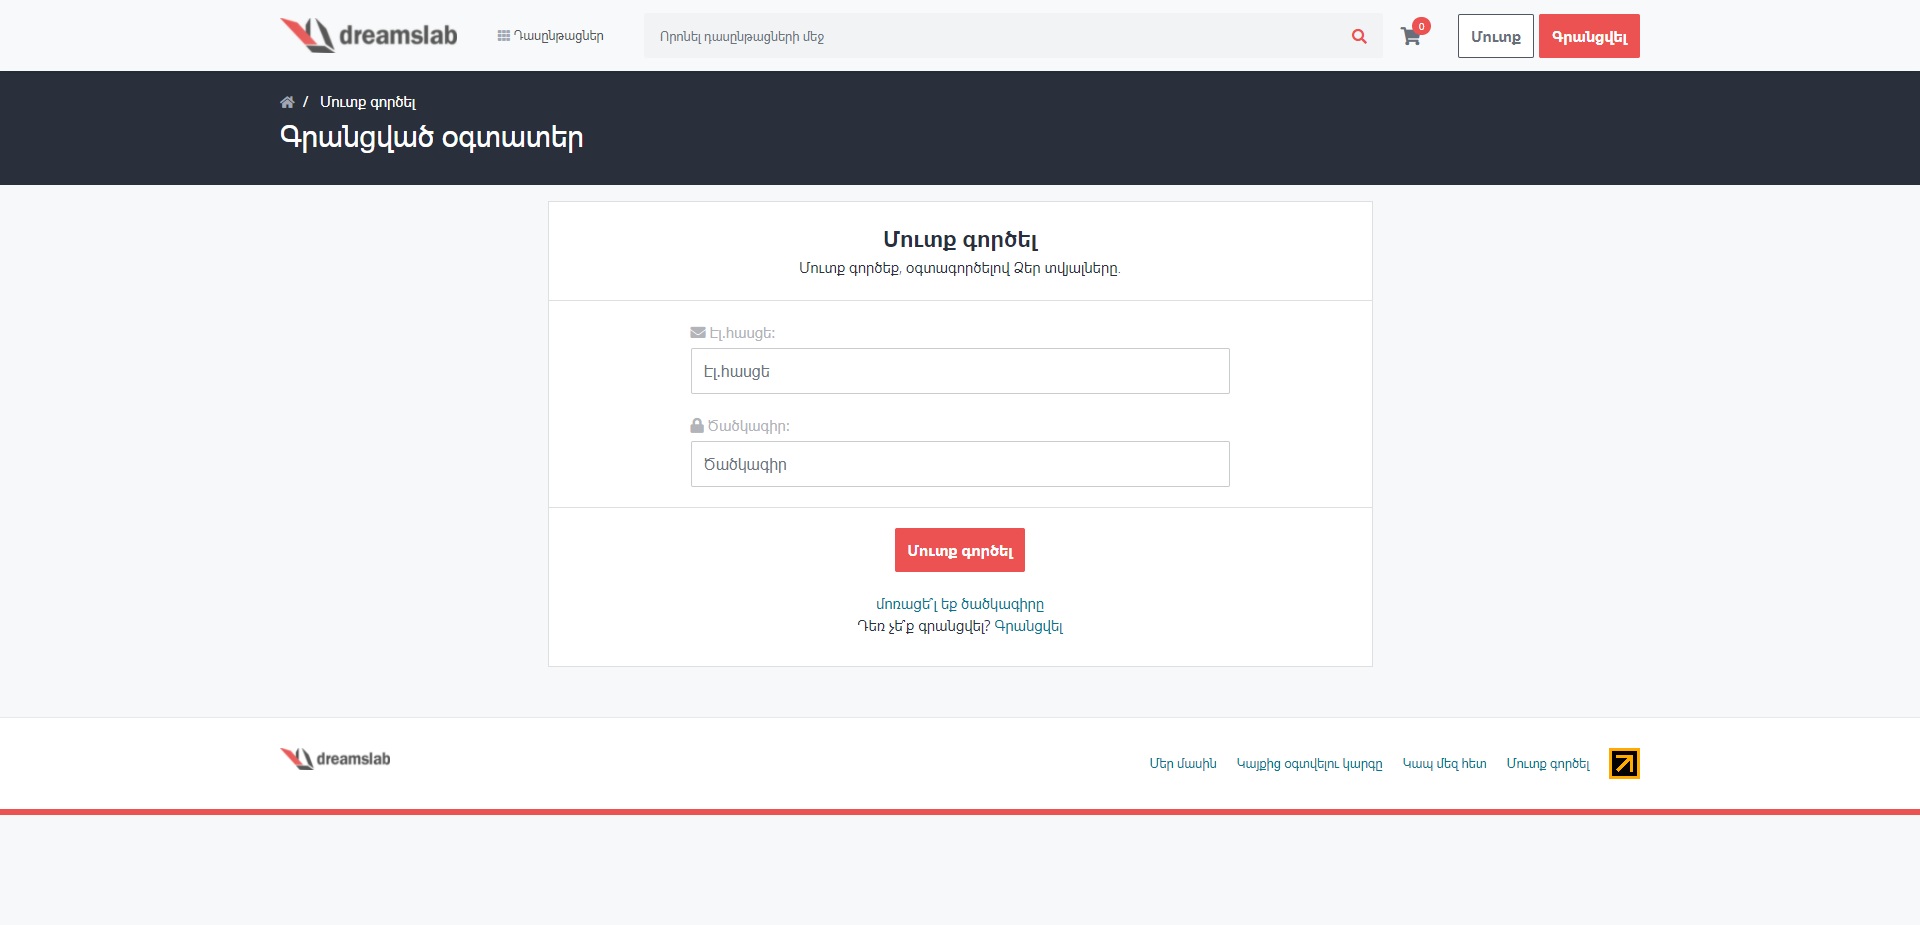 dreamslab
Դասընթացներ
Որոնել դասընթացների մեջ
0
Մուտք
Գրանցվել
/ Մուտք գործել
Գրանցված օգտատեր
Մուտք գործել
Մուտք գործեք, օգտագործելով Ձեր տվյալները.
Էլ.հասցե:
Էլ.հասցե
Ծածկագիր:
Ծածկագիր
Մուտք գործել
մոռացե՞լ եք ծածկագիրը
Դեռ չե՞ք գրանցվել? Գրանցվել
dreamslab
Մեր մասին
Կայքից օգտվելու կարգը
Կապ մեզ հետ
Մուտք գործել